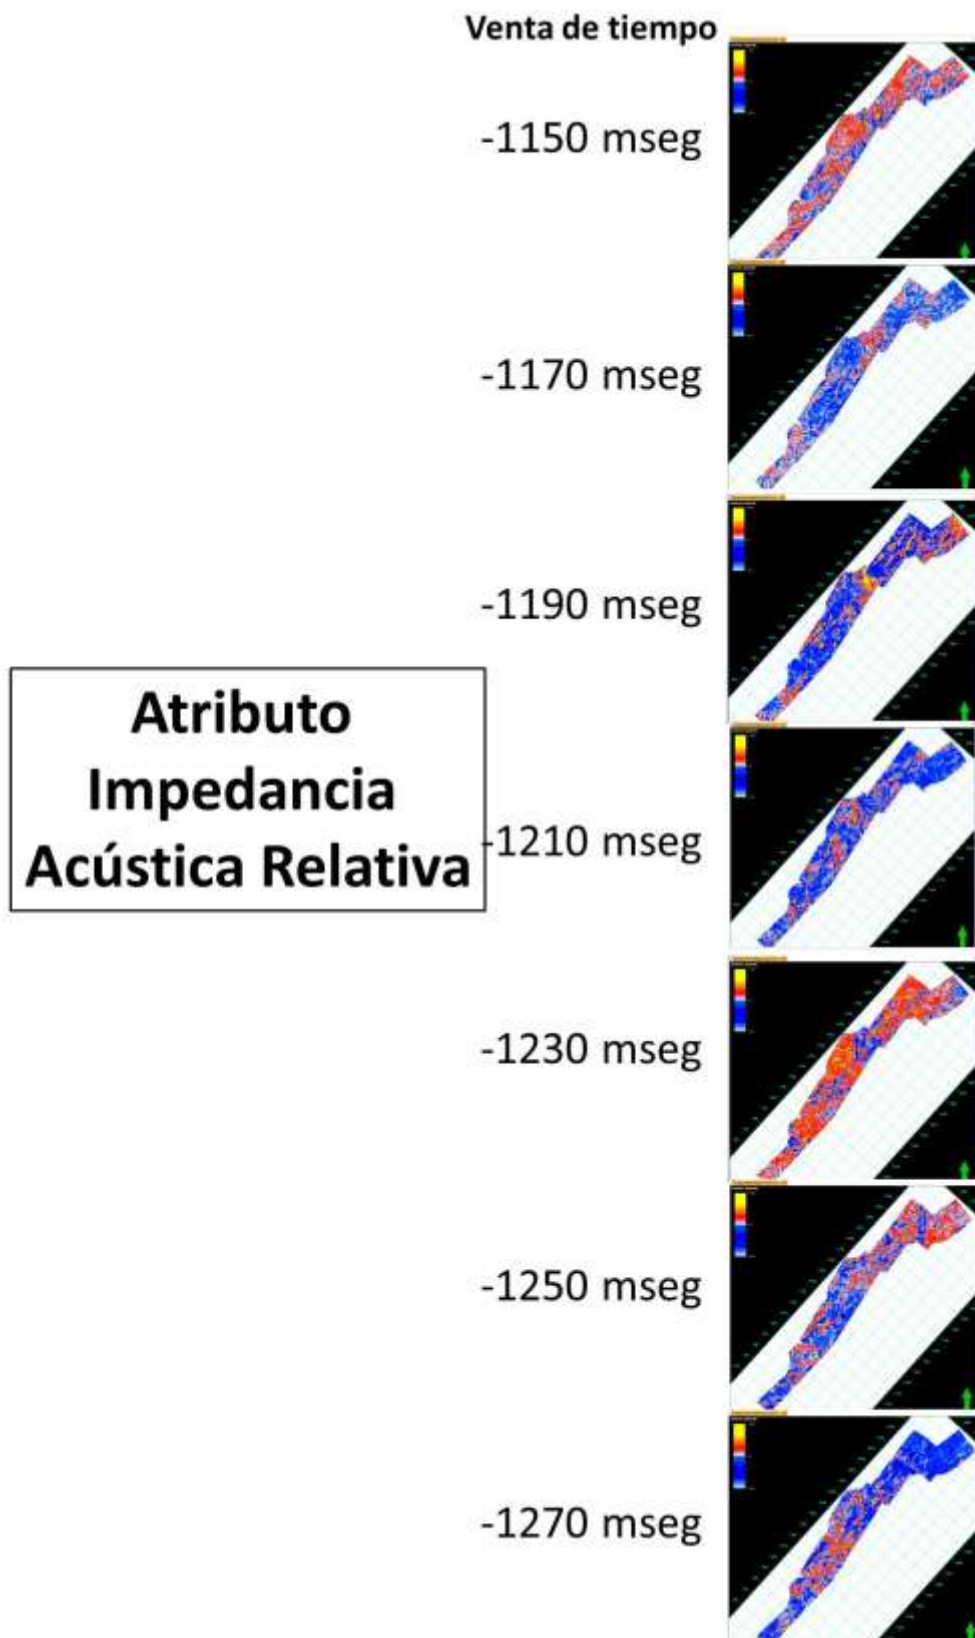 Venta de tiempo
-1150 mseg
-1170 mseg
-1190 mseg
Atributo
Impedancia
Acústica Relativa
-1210 mseg
-1230 mseg
-1250 mseg
-1270 mseg